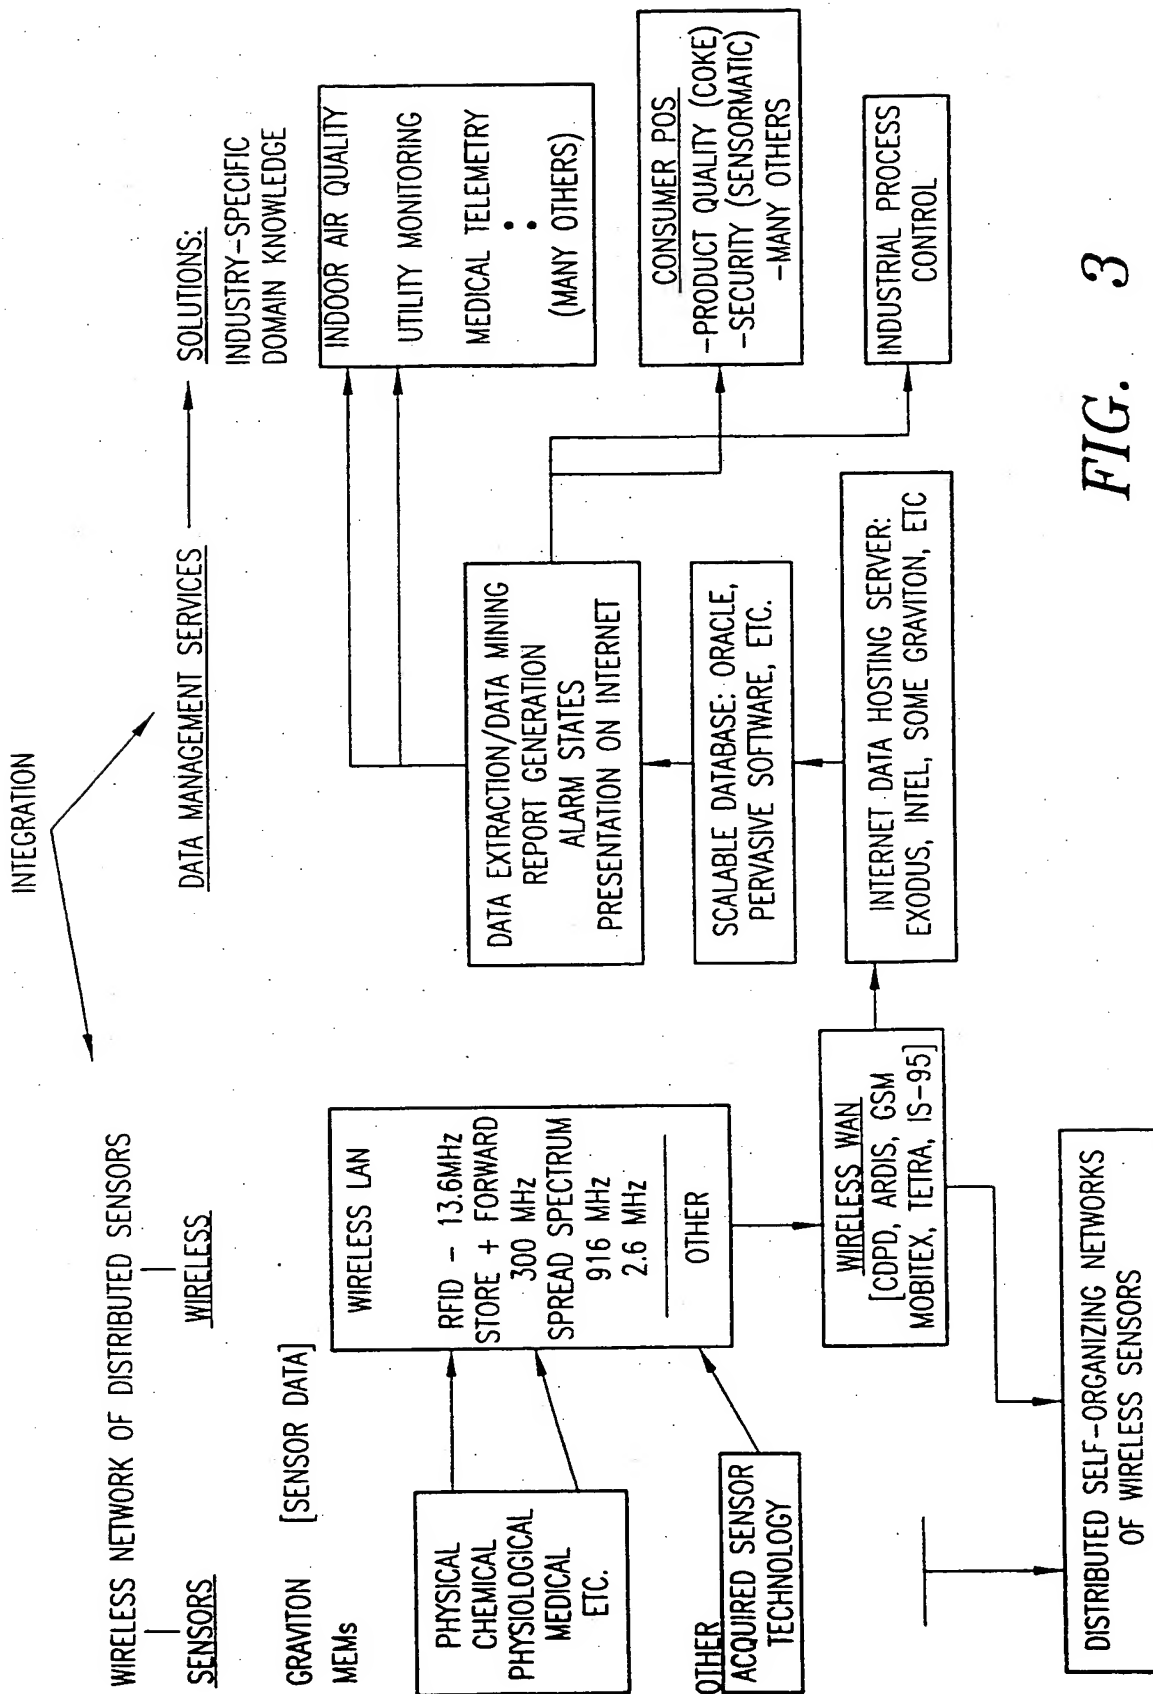 INTEGRATION
WIRELESS NETWORK OF DISTRIBUTED SENSORS
SENSORS
WIRELESS
DATA MANAGEMENT SERVICES
SOLUTIONS:
INDUSTRY-SPECIFIC
DOMAIN KNOWLEDGE
GRAVITON
[SENSOR DATA]
MEMs
PHYSICAL
CHEMICAL
PHYSIOLOGICAL
MEDICAL
ETC.
OTHER
ACQUIRED SENSOR
TECHNOLOGY
WIRELESS LAN
RFID - 13.6MHz
STORE + FORWARD
300 MHz
SPREAD SPECTRUM
916 MHz
2.6 MHz
OTHER
WIRELESS WAN
[CDPD, ARDIS, GSM
MOBITEX, TETRA, IS-95]
DISTRIBUTED SELF-ORGANIZING NETWORKS
OF WIRELESS SENSORS
DATA EXTRACTION/DATA MINING
REPORT GENERATION
ALARM STATES
PRESENTATION ON INTERNET
SCALABLE DATABASE: ORACLE,
PERVASIVE SOFTWARE, ETC.
INTERNET DATA HOSTING SERVER:
EXODUS, INTEL, SOME GRAVITON, ETC
INDOOR AIR QUALITY
UTILITY MONITORING
MEDICAL TELEMETRY
(MANY OTHERS)
CONSUMER POS
-PRODUCT QUALITY (COKE)
-SECURITY (SENSORMATIC)
-MANY OTHERS
INDUSTRIAL PROCESS
CONTROL
FIG. 3